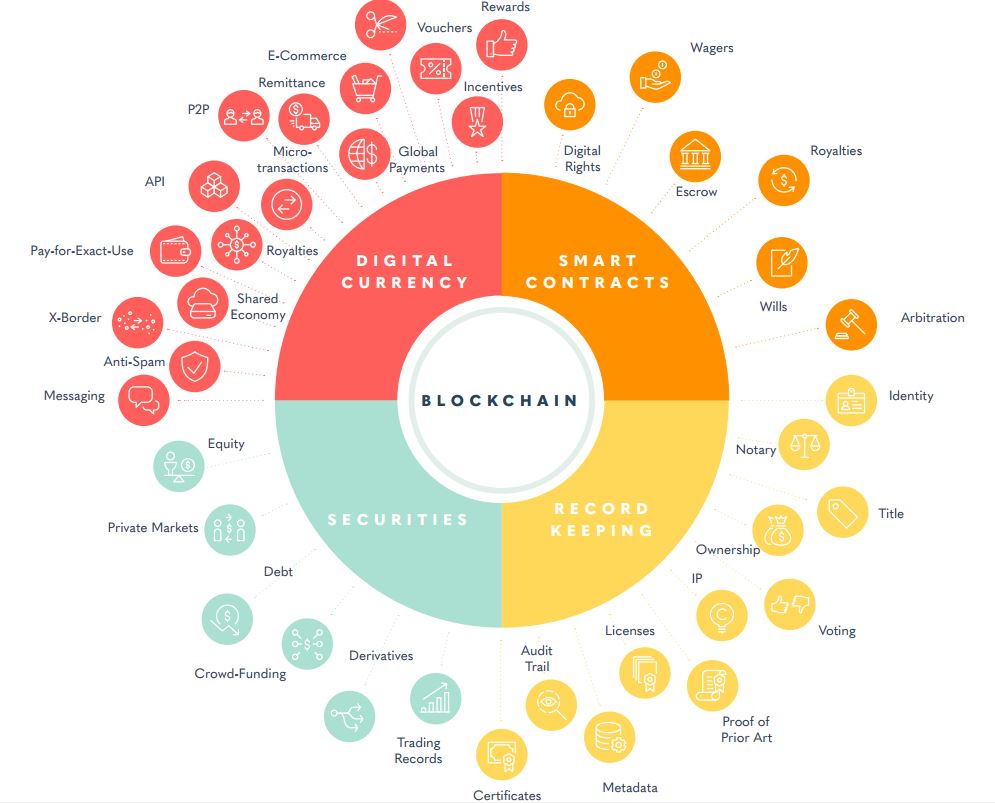 Rewards
Vouchers
E-Commerce
Wagers
Remittance
Incentives
P2P
Micro-
transactions
Global
Payments
Digital
Rights
Royalties
API
Escrow
Pay-for-Exact-Use
Royalties
DIGITAL
CURRENCY
SMART
CONTRACTS
Shared
Economy
Wills
X-Border
Arbitration
Anti-Spam
Messaging
BLOCKCHAIN
Identity
Equity
Notary
Private Markets
SECURITIES
RECORD
KEEPING
Title
Ownership
Debt
IP
Voting
Licenses
Crowd-Funding
Derivatives
Audit
Trail
Proof of
Prior Art
Trading
Records
Metadata
Certificates